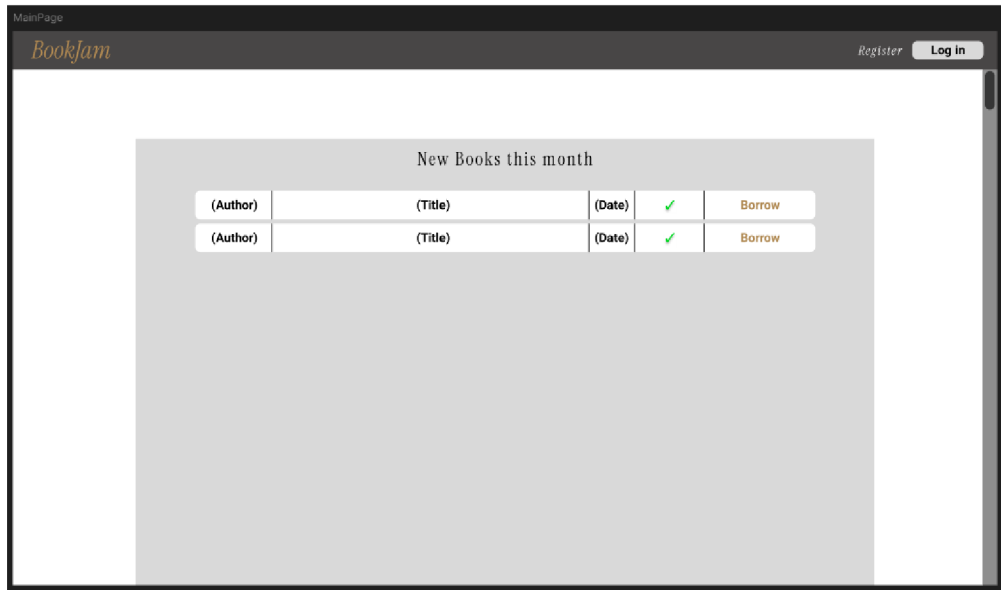 MainPage
BookJam Register Log in
New Books this month
(Author) (Title) (Date) ✓ Borrow
(Author) (Title) (Date) ✓ Borrow